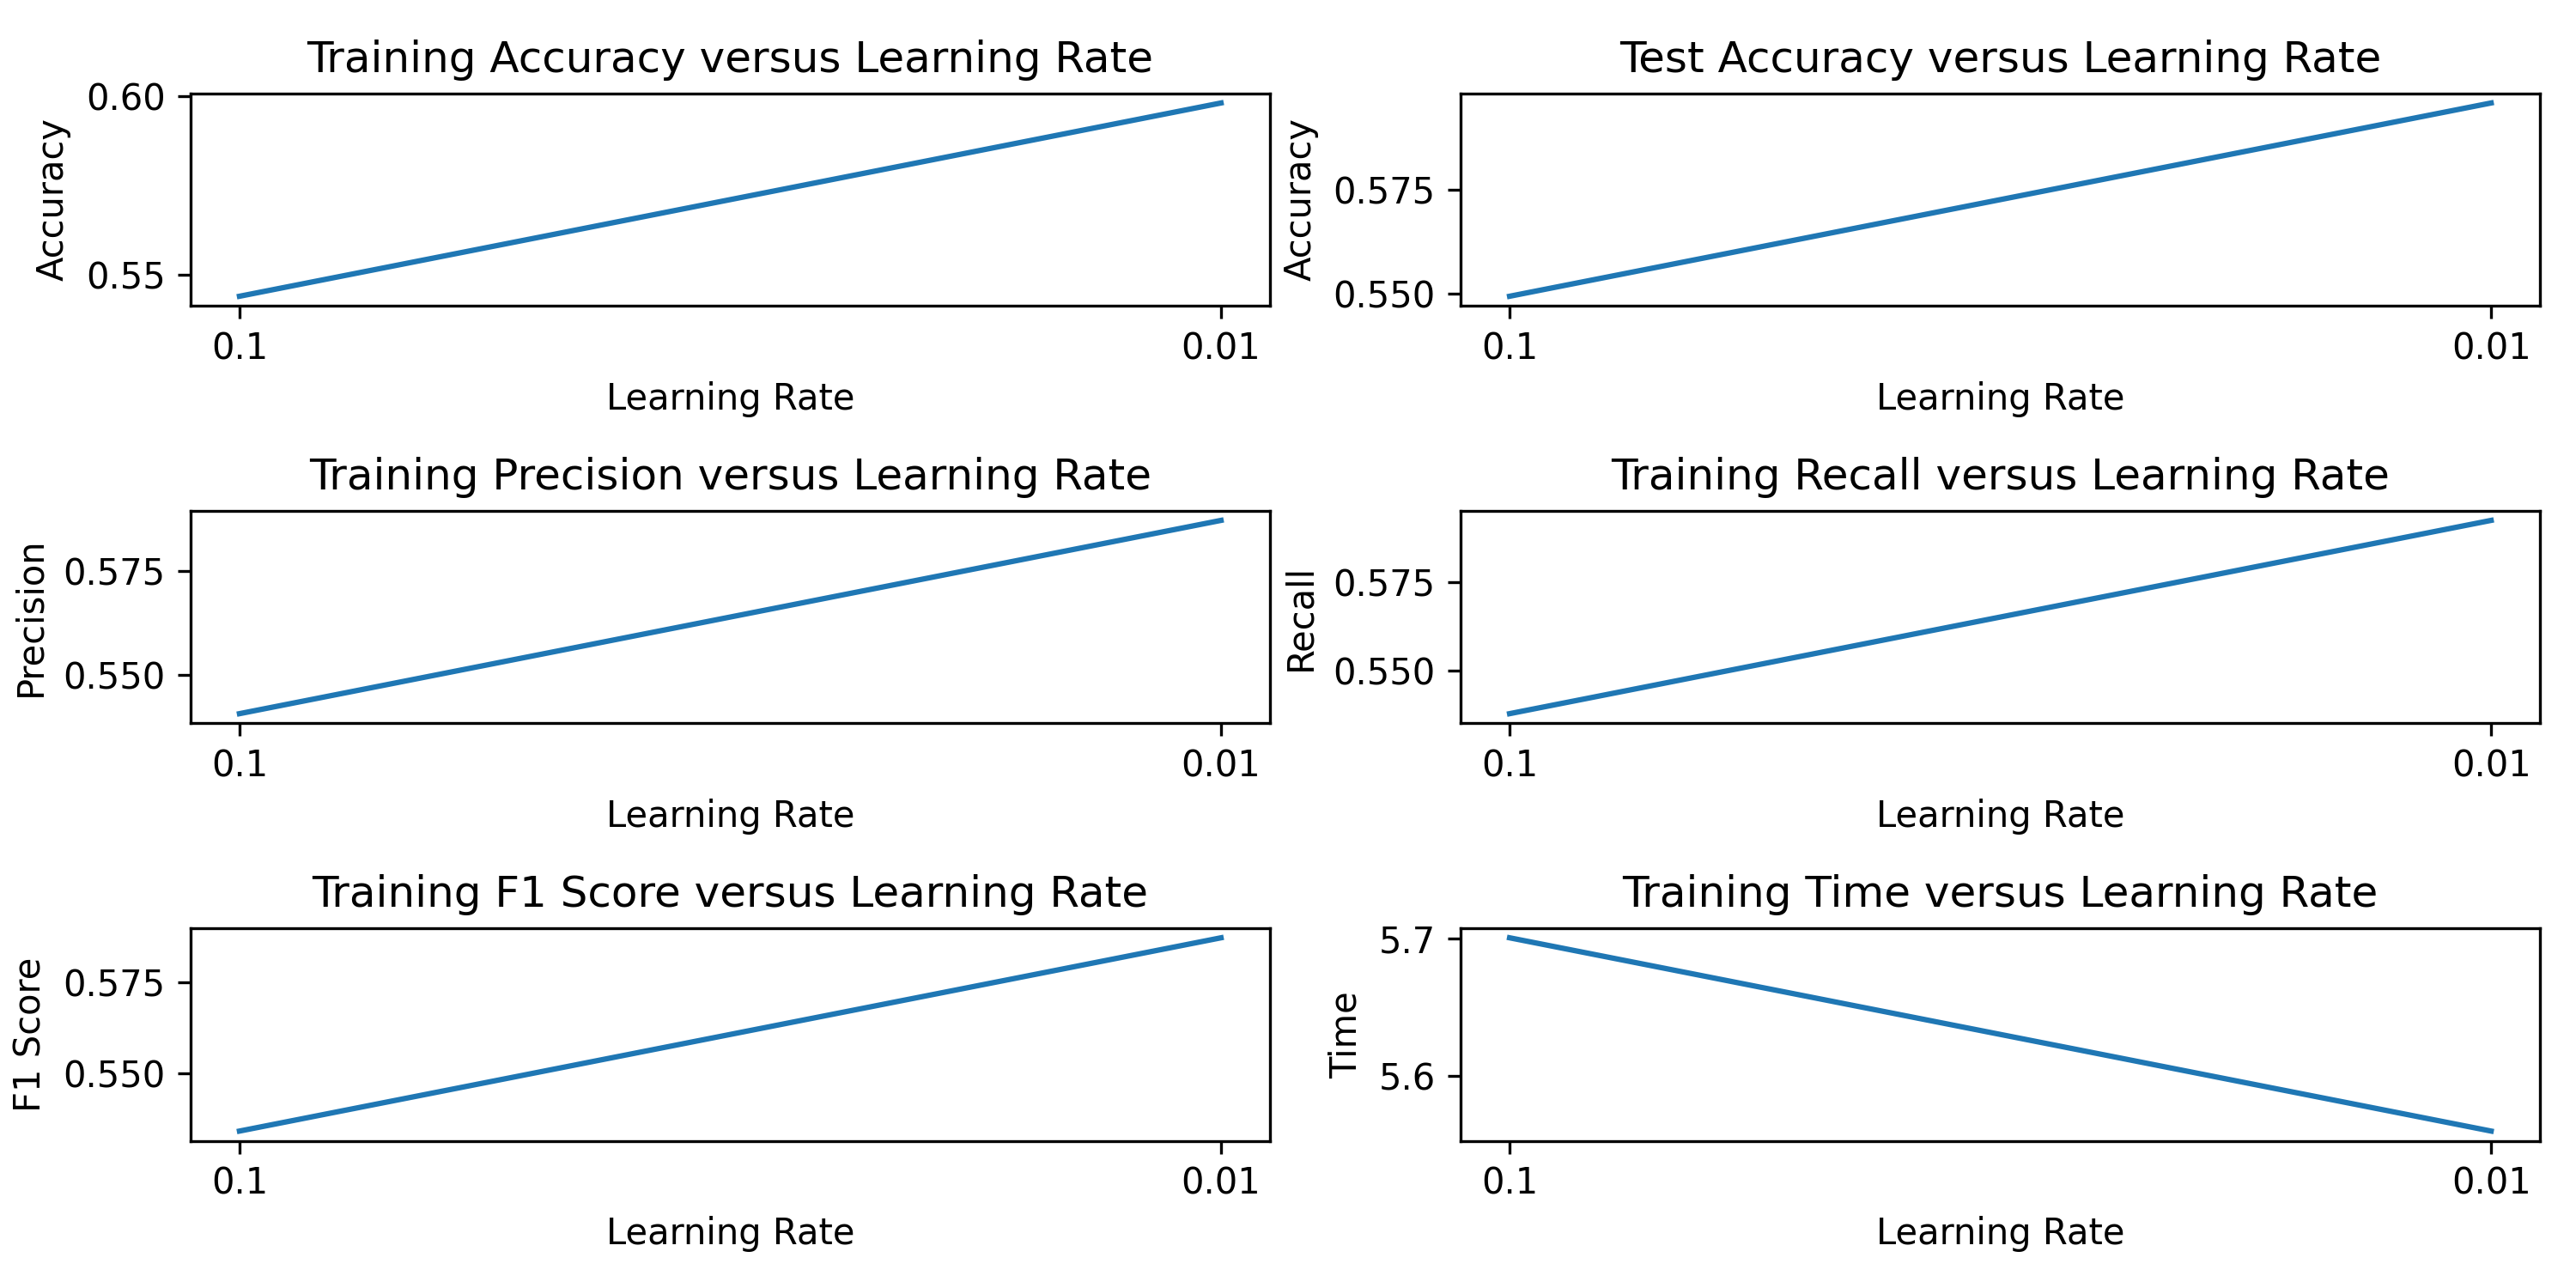 Training Accuracy versus Learning Rate
Accuracy
0.60
0.55
0.1
0.01
Learning Rate
Test Accuracy versus Learning Rate
Accuracy
0.575
0.550
0.1
0.01
Learning Rate
Training Precision versus Learning Rate
Precision
0.575
0.550
0.1
0.01
Learning Rate
Training Recall versus Learning Rate
Recall
0.575
0.550
0.1
0.01
Learning Rate
Training F1 Score versus Learning Rate
F1 Score
0.575
0.550
0.1
0.01
Learning Rate
Training Time versus Learning Rate
Time
5.7
5.6
0.1
0.01
Learning Rate